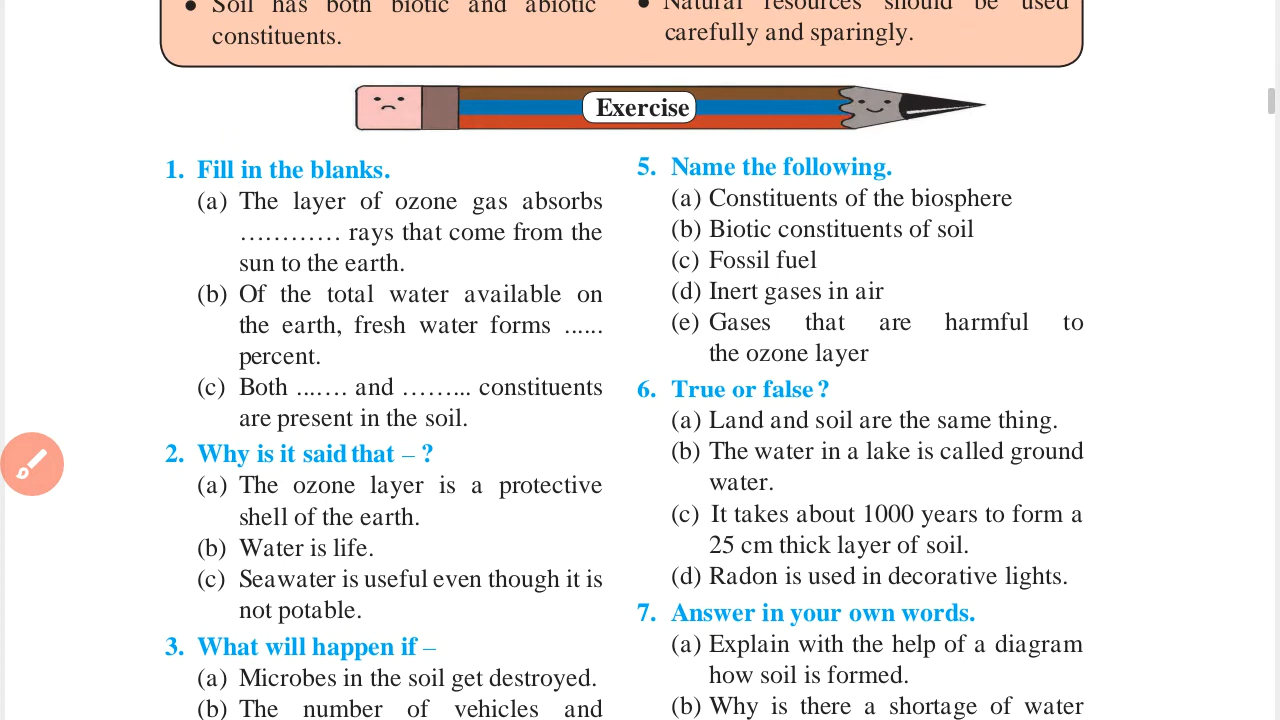 ● Soil has both biotic and abiotic
constituents.
● Natural resources should be used
carefully and sparingly.
Exercise
1. Fill in the blanks.
(a) The layer of ozone gas absorbs
………… rays that come from the
sun to the earth.
(b) Of the total water available on
the earth, fresh water forms ......
percent.
(c) Both ...…. and ……... constituents
are present in the soil.
2. Why is it said that – ?
(a) The ozone layer is a protective
shell of the earth.
(b) Water is life.
(c) Seawater is useful even though it is
not potable.
3. What will happen if –
(a) Microbes in the soil get destroyed.
(b) The number of vehicles and
5. Name the following.
(a) Constituents of the biosphere
(b) Biotic constituents of soil
(c) Fossil fuel
(d) Inert gases in air
(e) Gases that are harmful to
the ozone layer
6. True or false?
(a) Land and soil are the same thing.
(b) The water in a lake is called ground
water.
(c) It takes about 1000 years to form a
25 cm thick layer of soil.
(d) Radon is used in decorative lights.
7. Answer in your own words.
(a) Explain with the help of a diagram
how soil is formed.
(b) Why is there a shortage of water